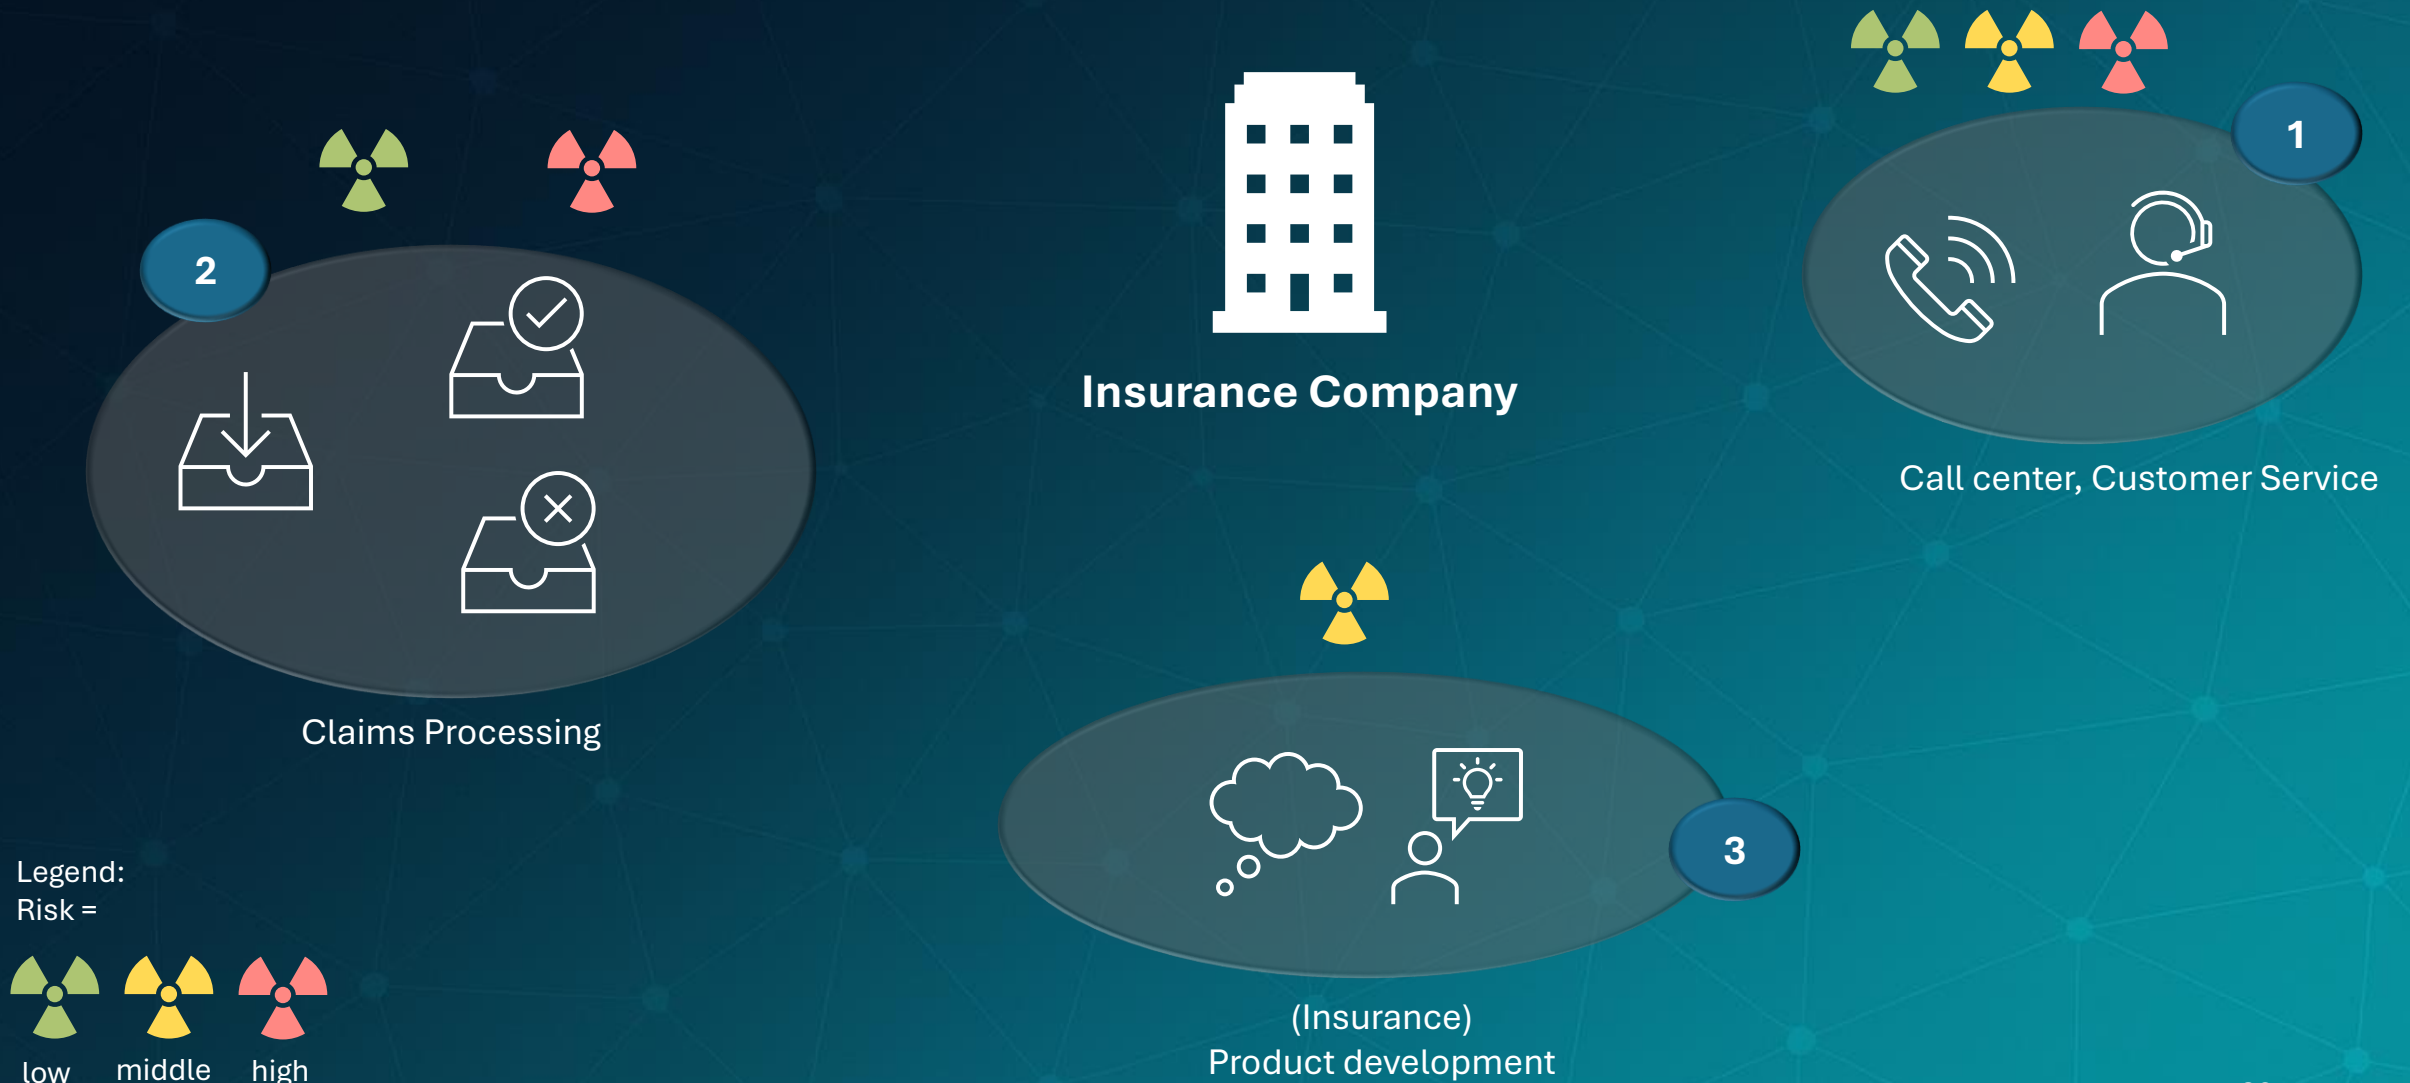 1
2
Insurance Company
Call center, Customer Service
Claims Processing
3
Legend:
Risk =
(Insurance)
Product development
low middle high